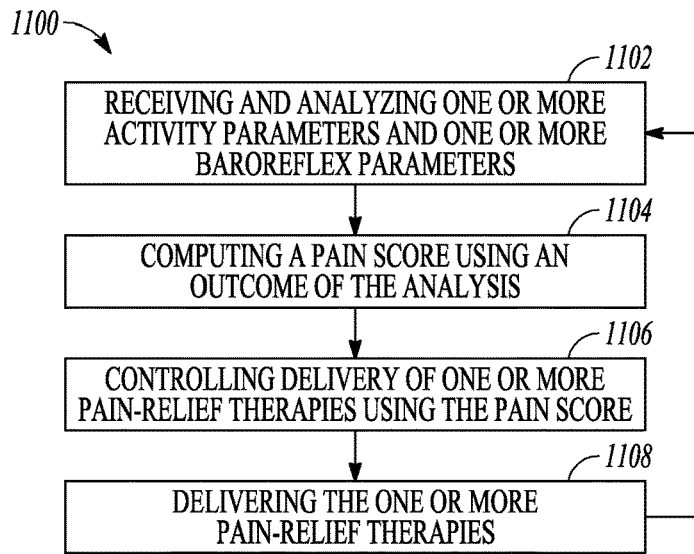 1100
1102
RECEIVING AND ANALYZING ONE OR MORE
ACTIVITY PARAMETERS AND ONE OR MORE
BAROREFLEX PARAMETERS
1104
COMPUTING A PAIN SCORE USING AN
OUTCOME OF THE ANALYSIS
1106
CONTROLLING DELIVERY OF ONE OR MORE
PAIN-RELIEF THERAPIES USING THE PAIN SCORE
1108
DELIVERING THE ONE OR MORE
PAIN-RELIEF THERAPIES